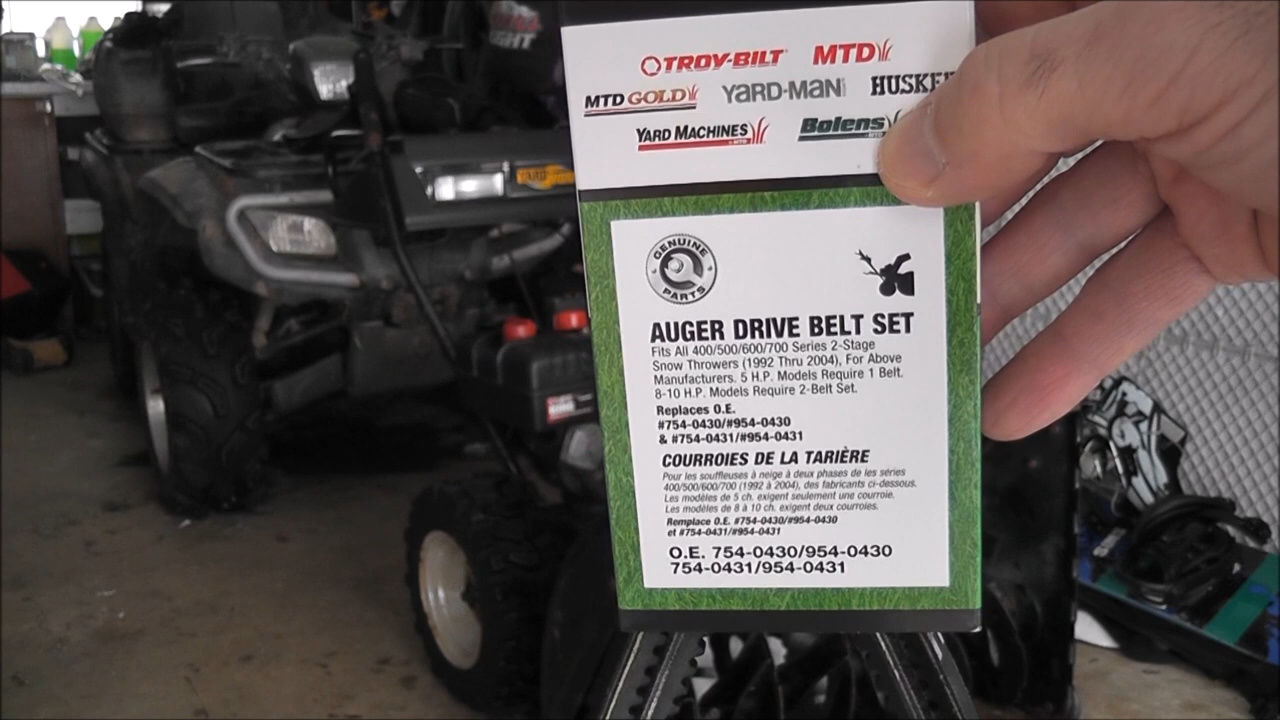 TROY-BILT MTD
MTD GOLD YARD-MAN HUSKEE
YARD MACHINES Bolens
GENUINE PARTS
AUGER DRIVE BELT SET
Fits All 400/500/600/700 Series 2-Stage
Snow Throwers (1992 Thru 2004), For Above
Manufacturers. 5 H.P. Models Require 1 Belt.
8-10 H.P. Models Require 2-Belt Set.
Replaces O.E.
#754-0430/#954-0430
& #754-0431/#954-0431
COURROIES DE LA TARIÈRE
Pour les souffleuses à neige à deux phases de les séries
400/500/600/700 (1992 à 2004), des fabricants ci-dessous.
Les modèles de 5 ch. exigent seulement une courroie.
Les modèles de 8 à 10 ch. exigent deux courroies.
Remplace O.E. #754-0430/#954-0430
et #754-0431/#954-0431
O.E. 754-0430/954-0430
754-0431/954-0431